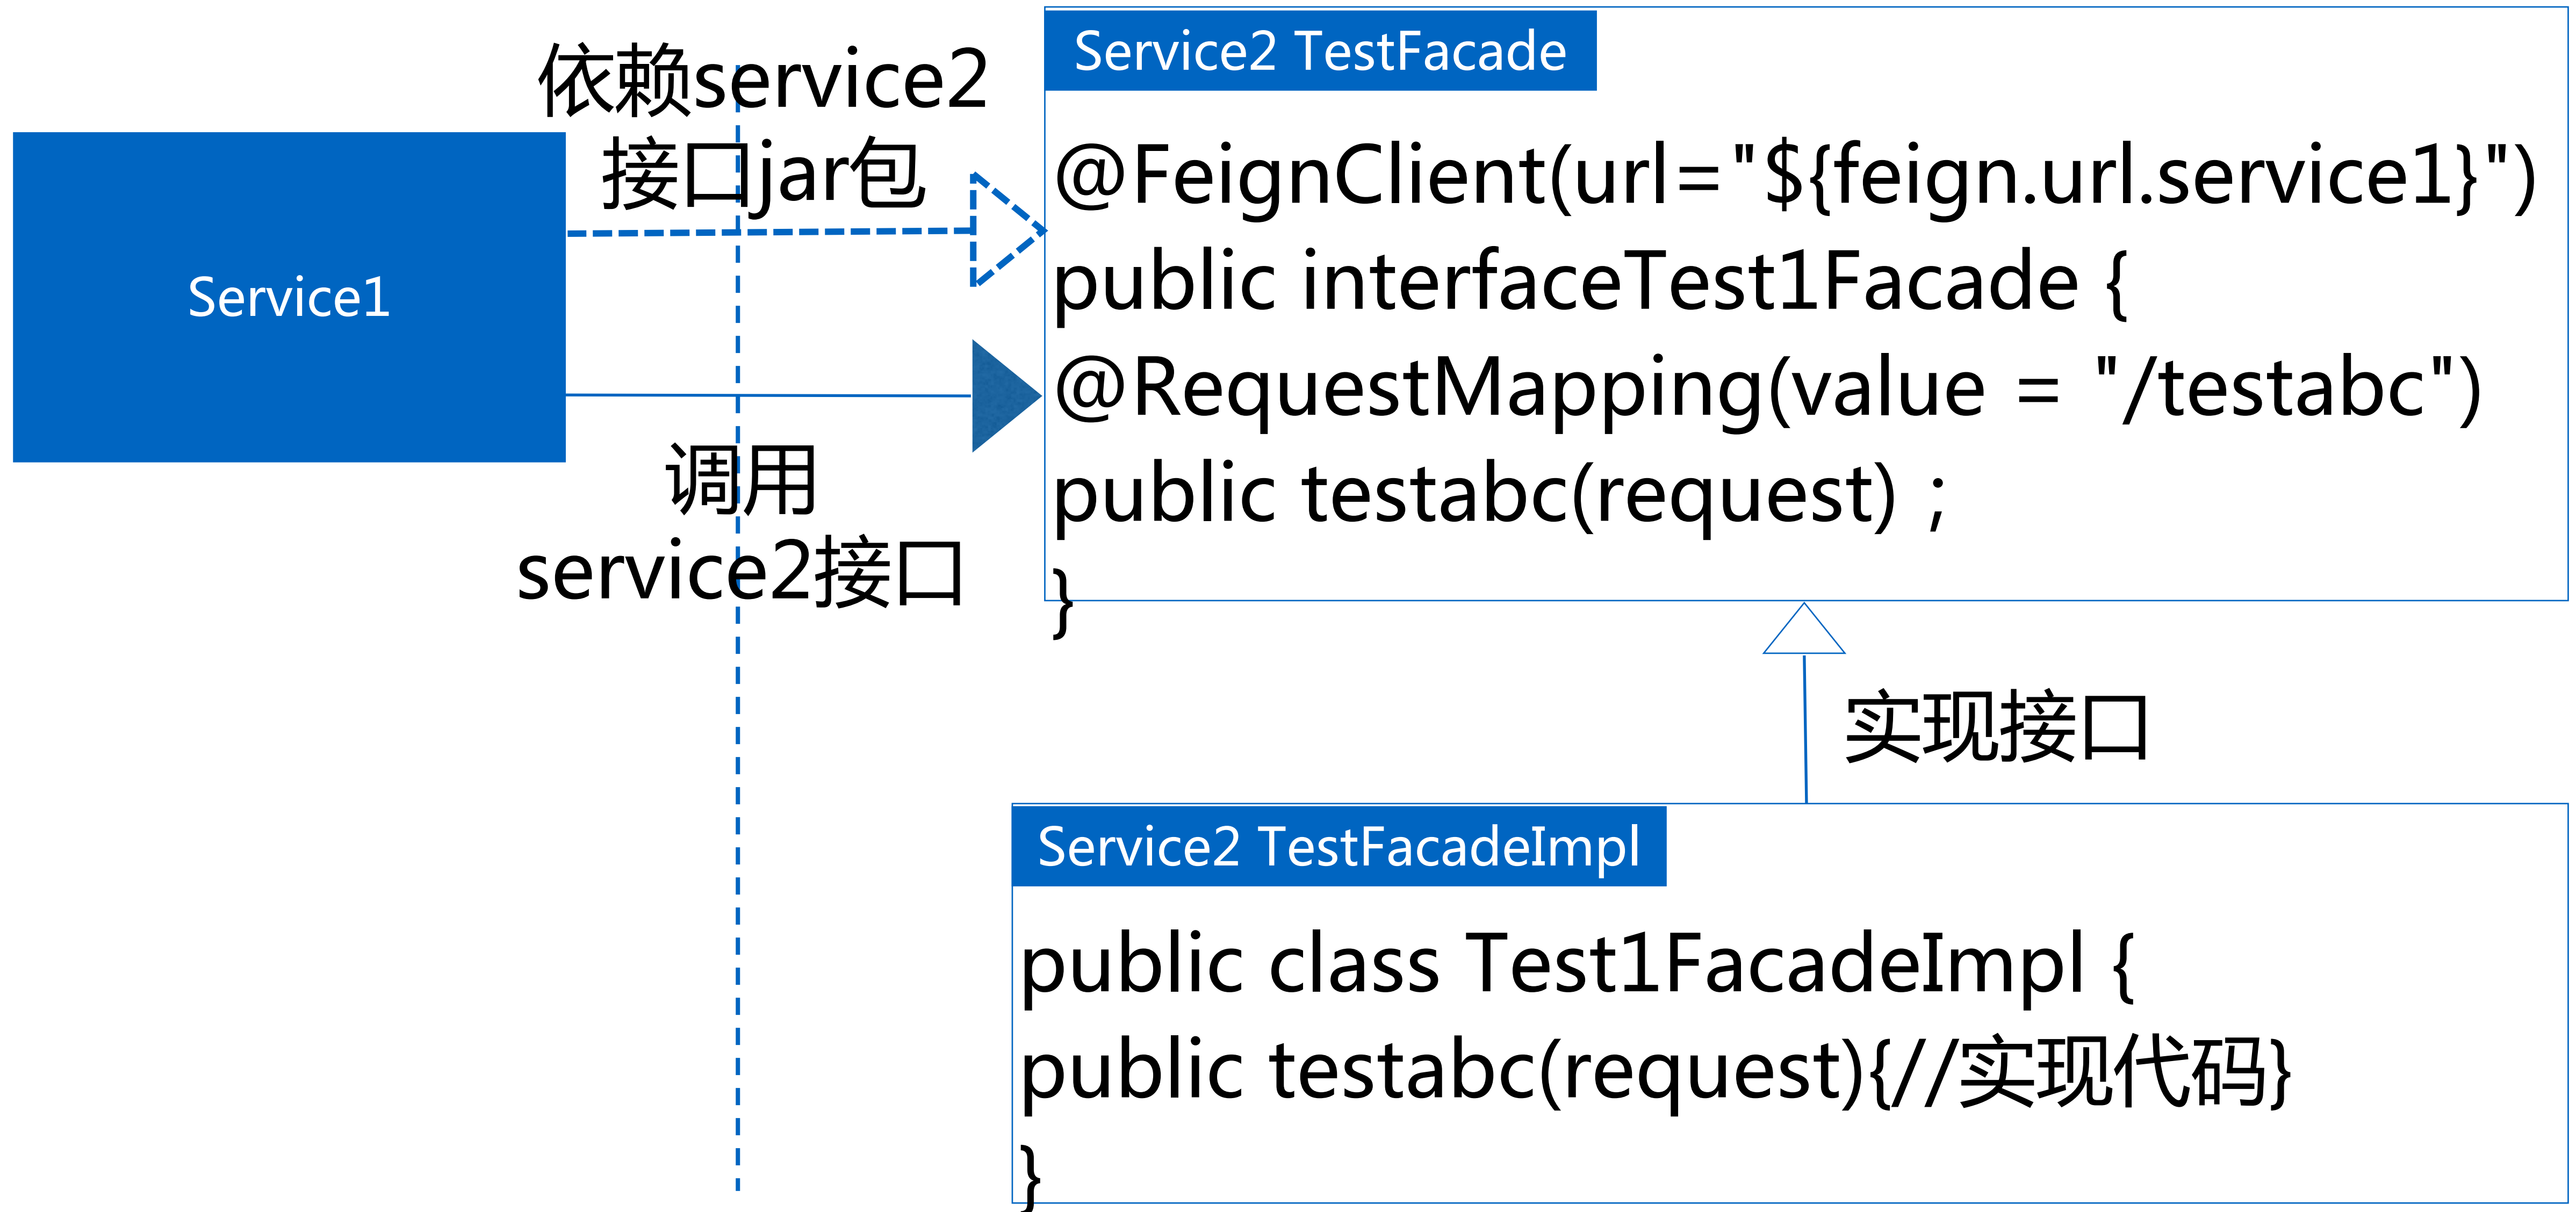 Service1
依赖service2
接口jar包
调用
service2接口
Service2 TestFacade
@FeignClient(url="${feign.url.service1}")
public interfaceTest1Facade {
@RequestMapping(value = "/testabc")
public testabc(request) ;
}
实现接口
Service2 TestFacadeImpl
public class Test1FacadeImpl {
public testabc(request){//实现代码}
}